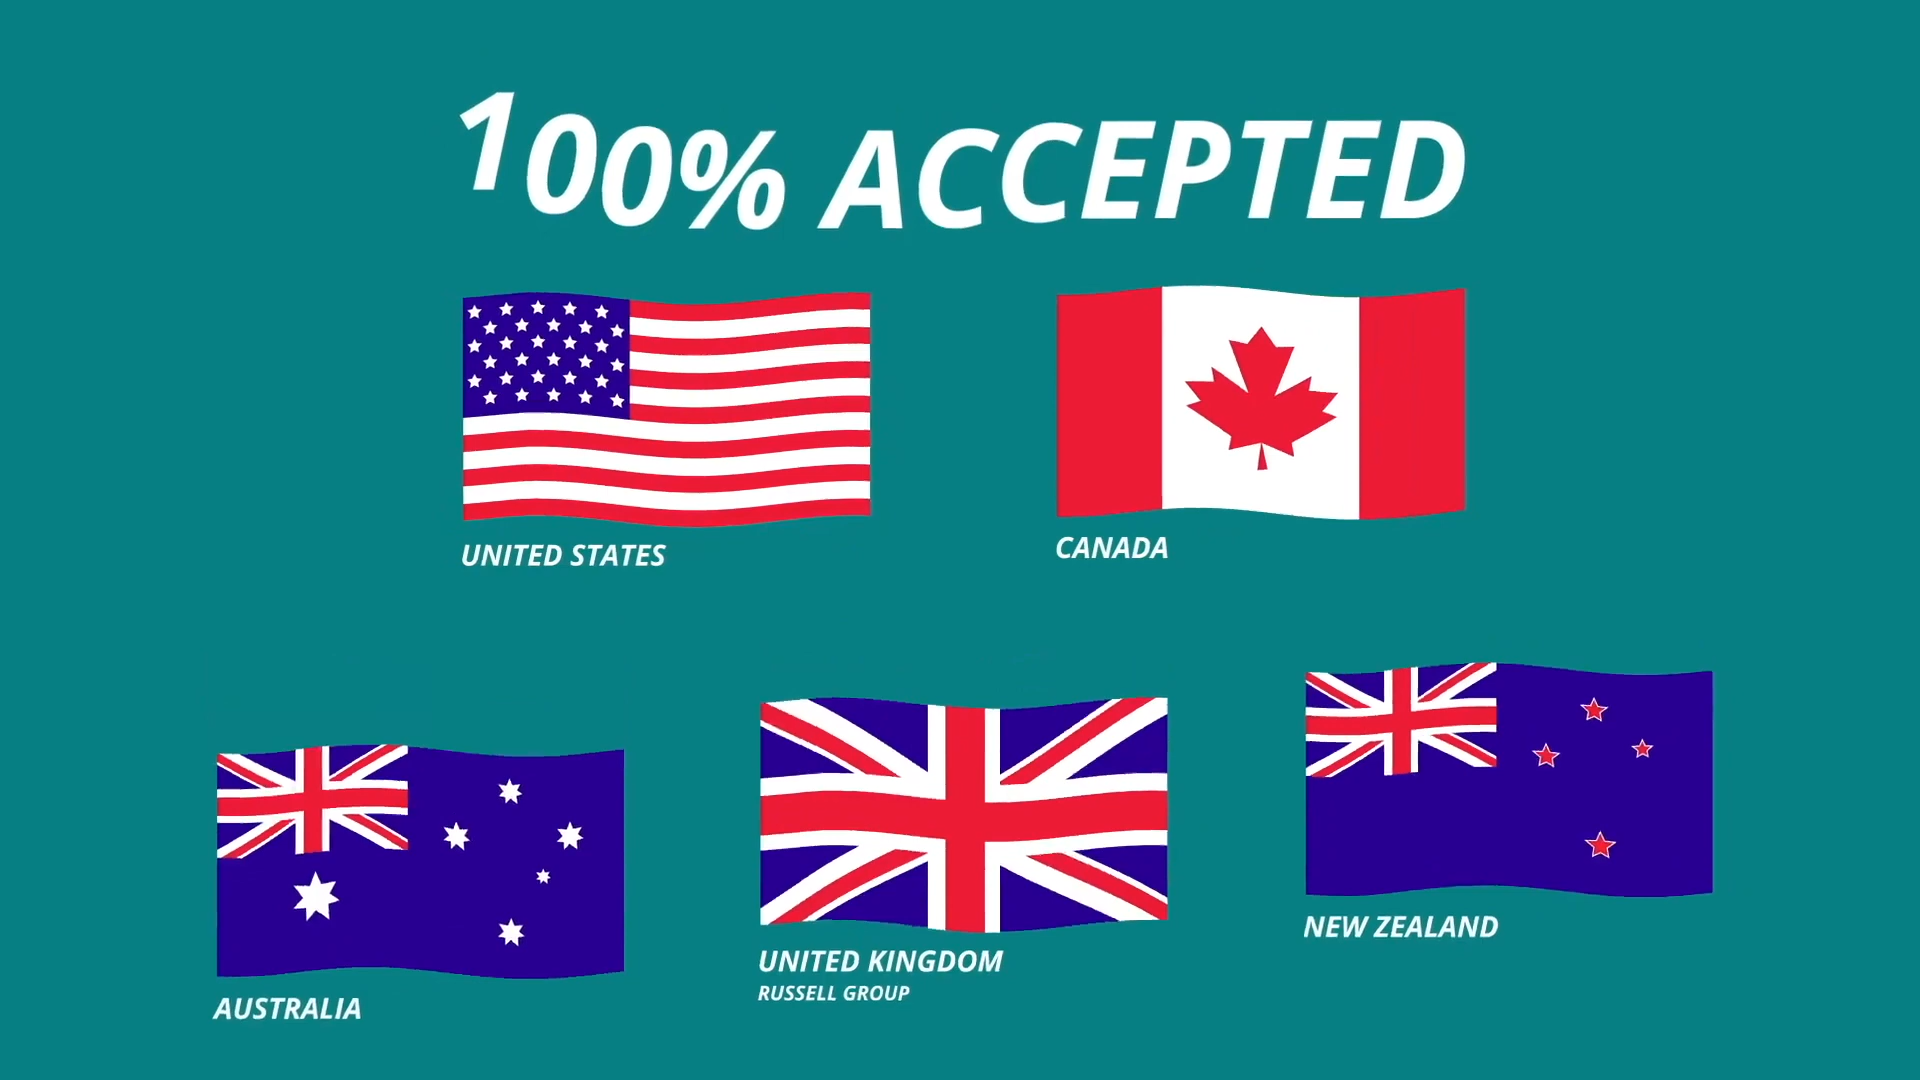 100% ACCEPTED
UNITED STATES
CANADA
AUSTRALIA
UNITED KINGDOM
RUSSELL GROUP
NEW ZEALAND